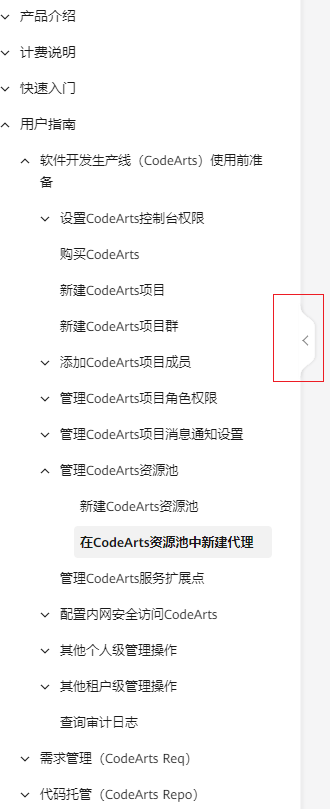 产品介绍
计费说明
快速入门
用户指南
软件开发生产线（CodeArts）使用前准
备
设置CodeArts控制台权限
购买CodeArts
新建CodeArts项目
新建CodeArts项目群
添加CodeArts项目成员
管理CodeArts项目角色权限
管理CodeArts项目消息通知设置
管理CodeArts资源池
新建CodeArts资源池
在CodeArts资源池中新建代理
管理CodeArts服务扩展点
配置内网安全访问CodeArts
其他个人级管理操作
其他租户级管理操作
查询审计日志
需求管理（CodeArts Req）
代码托管（CodeArts Repo）